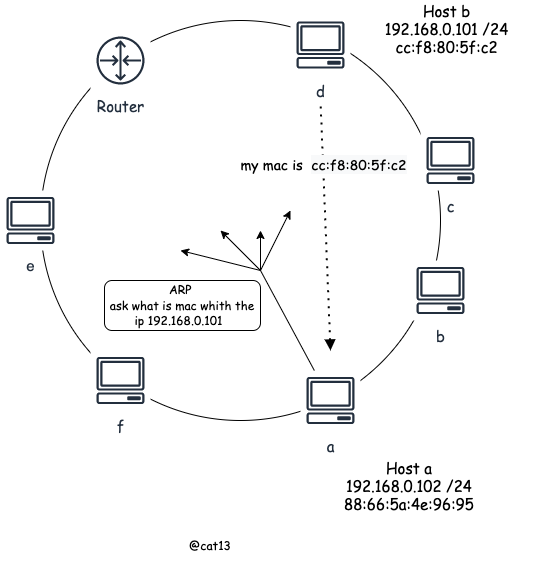 Host b
192.168.0.101 /24
cc:f8:80:5f:c2
Router
d
my mac is cc:f8:80:5f:c2
c
e
ARP
ask what is mac whith the
ip 192.168.0.101
b
f
a
Host a
192.168.0.102 /24
88:66:5a:4e:96:95
@cat13